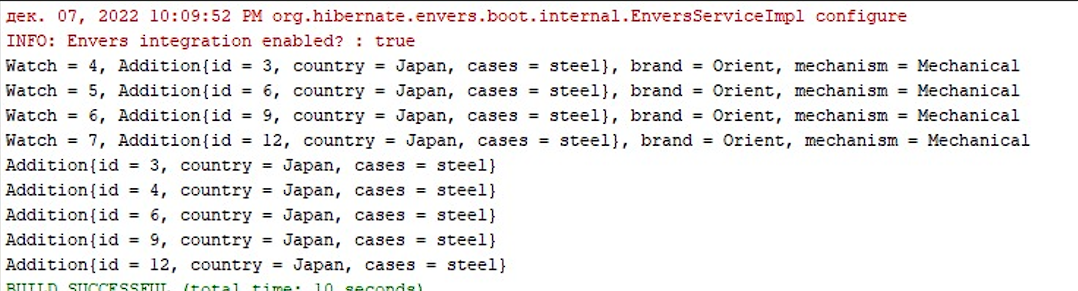 дек. 07, 2022 10:09:52 PM org.hibernate.envers.boot.internal.EnversServiceImpl configure
INFO: Envers integration enabled? : true
Watch = 4, Addition{id = 3, country = Japan, cases = steel}, brand = Orient, mechanism = Mechanical
Watch = 5, Addition{id = 6, country = Japan, cases = steel}, brand = Orient, mechanism = Mechanical
Watch = 6, Addition{id = 9, country = Japan, cases = steel}, brand = Orient, mechanism = Mechanical
Watch = 7, Addition{id = 12, country = Japan, cases = steel}, brand = Orient, mechanism = Mechanical
Addition{id = 3, country = Japan, cases = steel}
Addition{id = 4, country = Japan, cases = steel}
Addition{id = 6, country = Japan, cases = steel}
Addition{id = 9, country = Japan, cases = steel}
Addition{id = 12, country = Japan, cases = steel}
BUILD SUCCESSFUL (total time: 10 seconds)